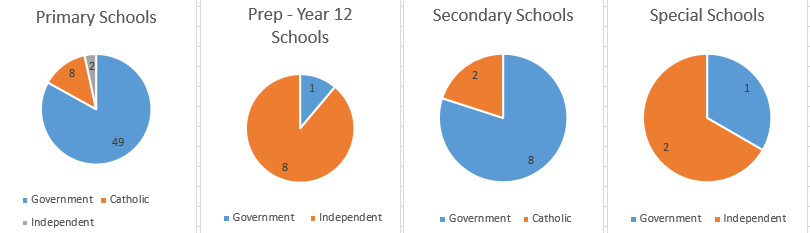 Primary Schools
2
8
49
Government Catholic
Independent
Prep - Year 12
Schools
1
8
Government Independent
Secondary Schools
2
8
Government Catholic
Special Schools
1
2
Government Independent